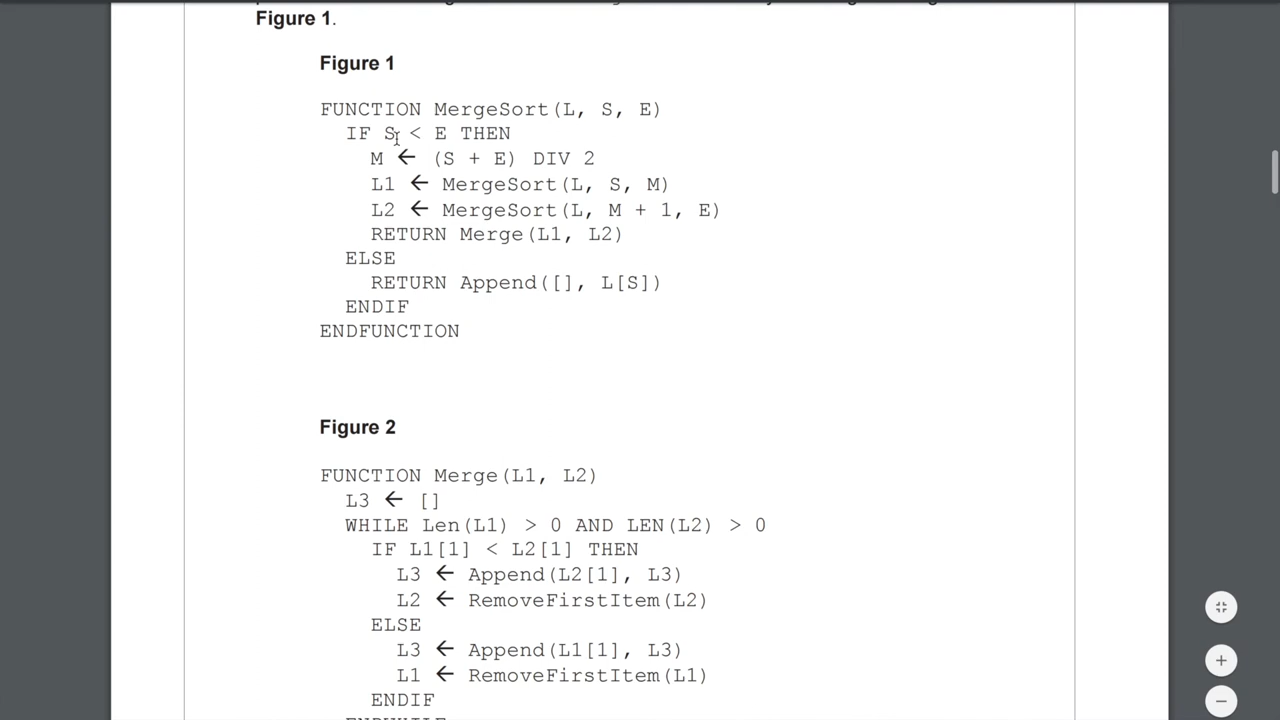 Figure 1.
Figure 1
FUNCTION MergeSort(L, S, E)
IF S < E THEN
M ← (S + E) DIV 2
L1 ← MergeSort(L, S, M)
L2 ← MergeSort(L, M + 1, E)
RETURN Merge(L1, L2)
ELSE
RETURN Append([], L[S])
ENDIF
ENDFUNCTION
Figure 2
FUNCTION Merge(L1, L2)
L3 ← []
WHILE Len(L1) > 0 AND LEN(L2) > 0
IF L1[1] < L2[1] THEN
L3 ← Append(L2[1], L3)
L2 ← RemoveFirstItem(L2)
ELSE
L3 ← Append(L1[1], L3)
L1 ← RemoveFirstItem(L1)
ENDIF